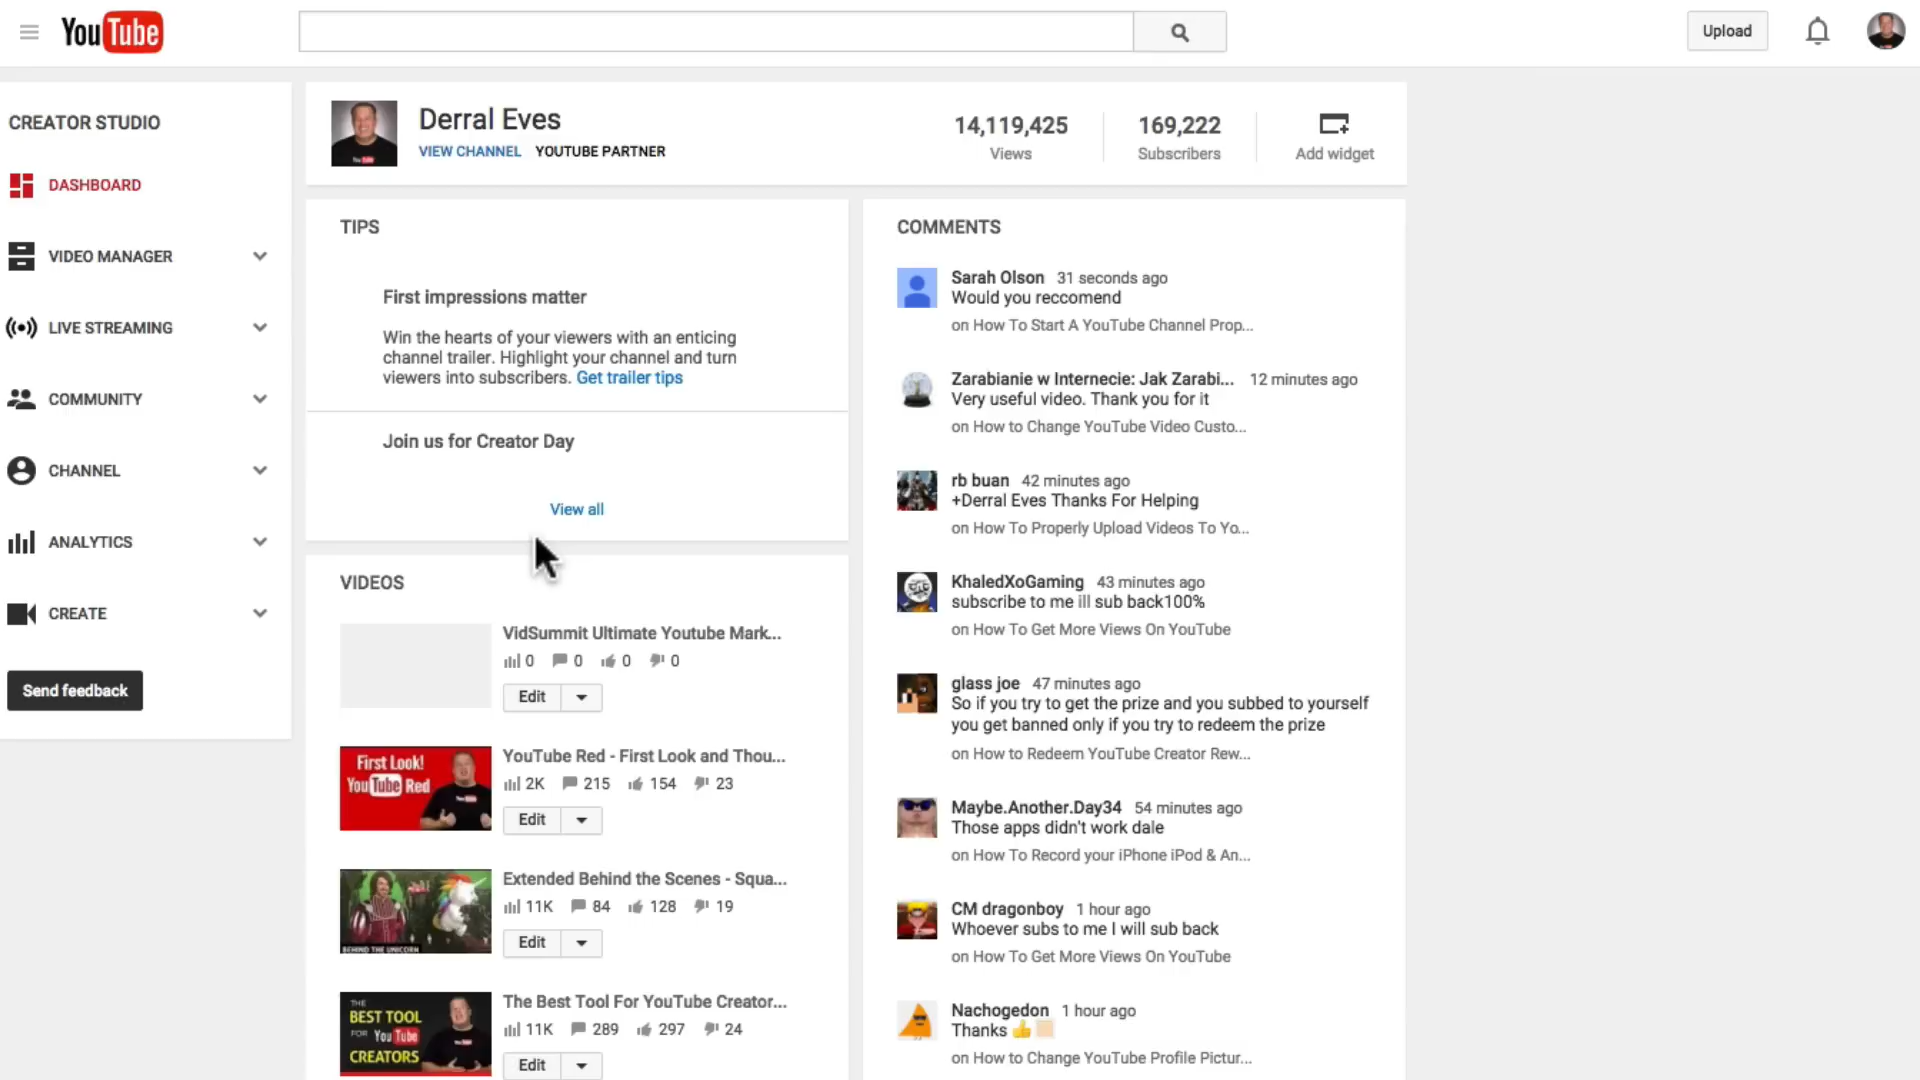 YouTube
Upload
CREATOR STUDIO
DASHBOARD
VIDEO MANAGER
LIVE STREAMING
COMMUNITY
CHANNEL
ANALYTICS
CREATE
Send feedback
Derral Eves
VIEW CHANNEL YOUTUBE PARTNER
14,119,425
Views
169,222
Subscribers
Add widget
TIPS
First impressions matter
Win the hearts of your viewers with an enticing
channel trailer. Highlight your channel and turn
viewers into subscribers. Get trailer tips
Join us for Creator Day
View all
VIDEOS
VidSummit Ultimate Youtube Mark...
0 0 0 0
Edit
First Look!
YouTube Red
YouTube Red - First Look and Thou...
2K 215 154 23
Edit
BEHIND THE UNICORN
Extended Behind the Scenes - Squa...
11K 84 128 19
Edit
THE
BEST TOOL
FOR YouTube
CREATORS
The Best Tool For YouTube Creator...
11K 289 297 24
Edit
COMMENTS
Sarah Olson 31 seconds ago
Would you reccomend
on How To Start A YouTube Channel Prop...
Zarabianie w Internecie: Jak Zarabi... 12 minutes ago
Very useful video. Thank you for it
on How to Change YouTube Video Custo...
rb buan 42 minutes ago
+Derral Eves Thanks For Helping
on How To Properly Upload Videos To Yo...
KhaledXoGaming 43 minutes ago
subscribe to me ill sub back100%
on How To Get More Views On YouTube
glass joe 47 minutes ago
So if you try to get the prize and you subbed to yourself
you get banned only if you try to redeem the prize
on How to Redeem YouTube Creator Rew...
Maybe.Another.Day34 54 minutes ago
Those apps didn't work dale
on How To Record your iPhone iPod & An...
CM dragonboy 1 hour ago
Whoever subs to me I will sub back
on How To Get More Views On YouTube
Nachogedon 1 hour ago
Thanks 👍
on How to Change YouTube Profile Pictur...